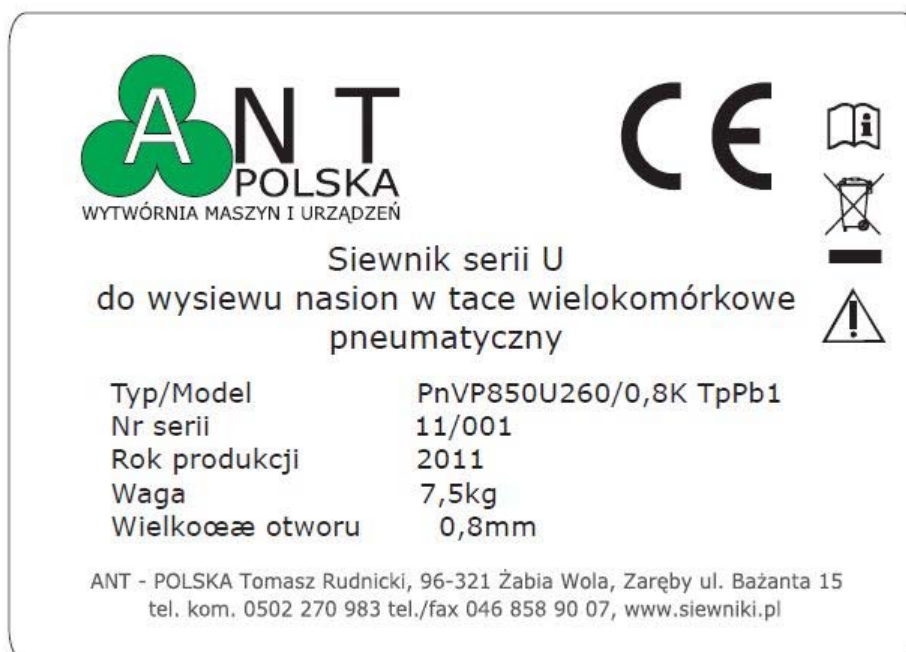 ANT
POLSKA
WYTWÓRNIA MASZYN I URZĄDZEŃ
CE
Siewnik serii U
do wysiewu nasion w tace wielokomórkowe
pneumatyczny
Typ/Model PnVP850U260/0,8K TpPb1
Nr serii 11/001
Rok produkcji 2011
Waga 7,5kg
Wielkoœæ otworu 0,8mm
ANT - POLSKA Tomasz Rudnicki, 96-321 Żabia Wola, Zaręby ul. Bażanta 15
tel. kom. 0502 270 983 tel./fax 046 858 90 07, www.siewniki.pl